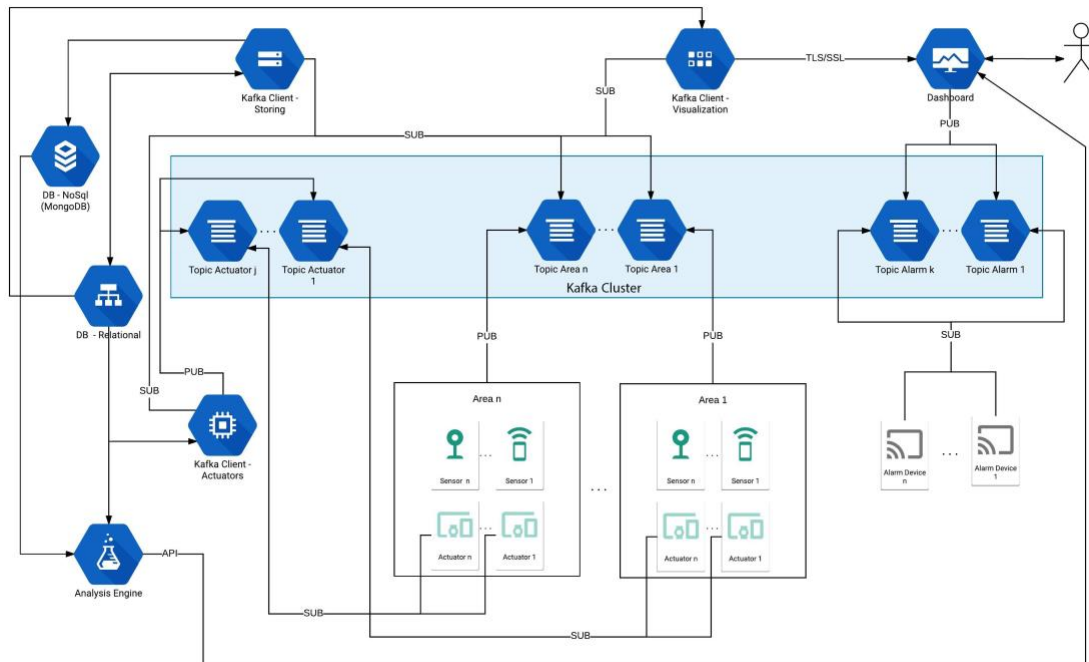 Kafka Client -
Storing
Kafka Client -
Visualization
TLS/SSL
Dashboard
SUB
SUB
PUB
DB - NoSql
(MongoDB)
Topic Actuator j
...
Topic Actuator
1
Topic Area n
...
Topic Area 1
Topic Alarm k
...
Topic Alarm 1
Kafka Cluster
DB - Relational
PUB
PUB
SUB
PUB
SUB
Kafka Client -
Actuators
Area n
Sensor n
...
Sensor 1
Actuator n
...
Actuator 1
...
Area 1
Sensor n
...
Sensor 1
Actuator n
...
Actuator 1
Alarm Device
n
...
Alarm Device
1
Analysis Engine
API
SUB
SUB